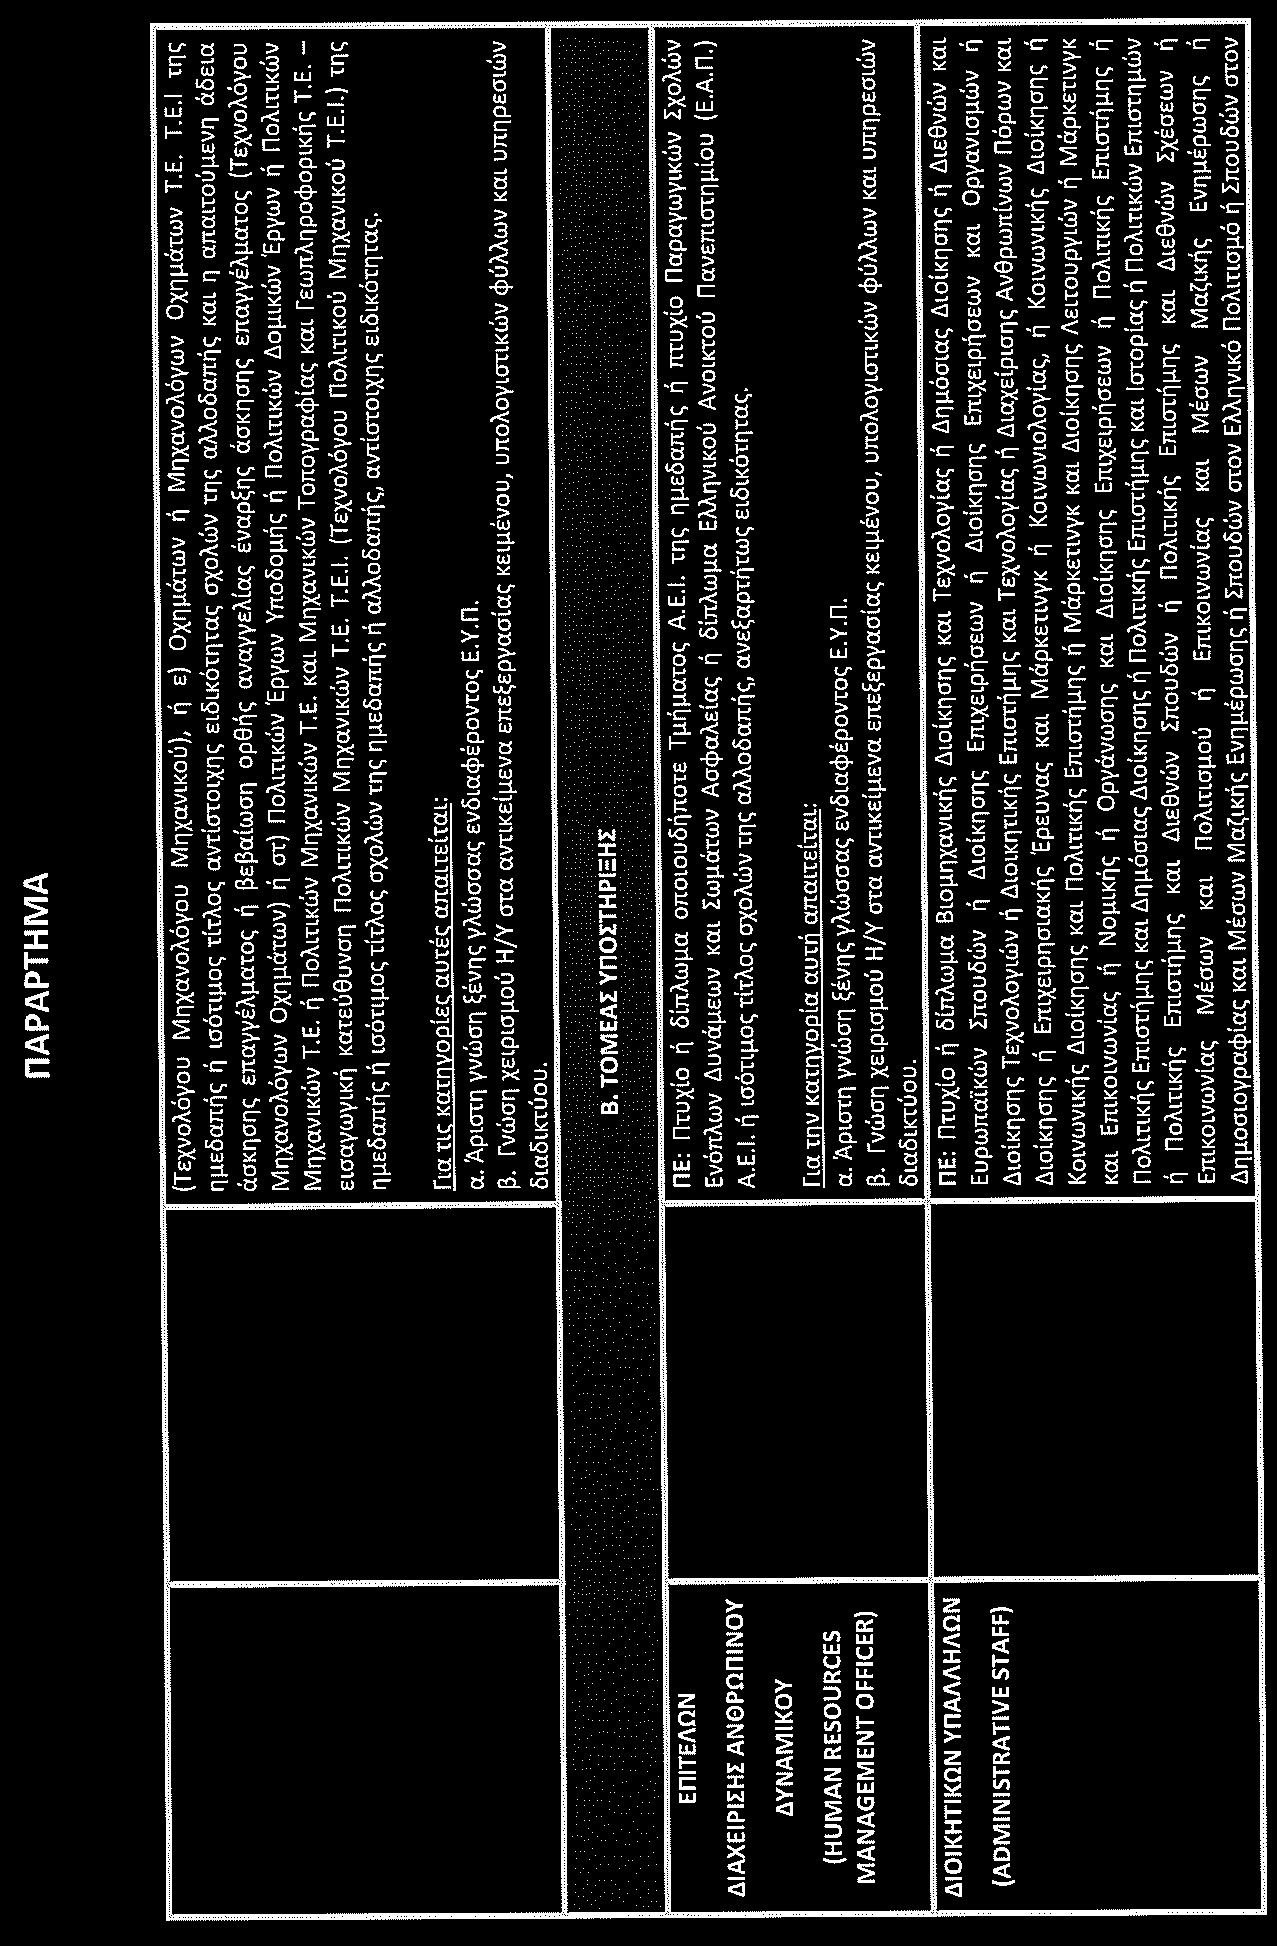 ΠΑΡΑΡΤΗΜΑ
(Τεχνολόγου Μηχανολόγου Μηχανικού), ή ε) Οχημάτων ή Μηχανολόγων Οχημάτων Τ.Ε. Τ.Ε.Ι της
ημεδαπής ή ισότιμος τίτλος αντίστοιχης ειδικότητας σχολών της αλλοδαπής και η απαιτούμενη άδεια
άσκησης επαγγέλματος ή βεβαίωση ορθής αναγγελίας έναρξης άσκησης επαγγέλματος (Τεχνολόγου
Μηχανολόγων Οχημάτων) ή στ) Πολιτικών Έργων Υποδομής ή Πολιτικών Δομικών Έργων ή Πολιτικών
Μηχανικών Τ.Ε. ή Πολιτικών Μηχανικών Τ.Ε. και Μηχανικών Τοπογραφίας και Γεωπληροφορικής Τ.Ε. –
εισαγωγική κατεύθυνση Πολιτικών Μηχανικών Τ.Ε. Τ.Ε.Ι. (Τεχνολόγου Πολιτικού Μηχανικού Τ.Ε.Ι.) της
ημεδαπής ή ισότιμος τίτλος σχολών της ημεδαπής ή αλλοδαπής, αντίστοιχης ειδικότητας.
Για τις κατηγορίες αυτές απαιτείται:
α. Άριστη γνώση ξένης γλώσσας ενδιαφέροντος Ε.Υ.Π.
β. Γνώση χειρισμού Η/Υ στα αντικείμενα επεξεργασίας κειμένου, υπολογιστικών φύλλων και υπηρεσιών
διαδικτύου.
Β. ΤΟΜΕΑΣ ΥΠΟΣΤΗΡΙΞΗΣ
ΕΠΙΤΕΛΩΝ
ΔΙΑΧΕΙΡΙΣΗΣ ΑΝΘΡΩΠΙΝΟΥ
ΔΥΝΑΜΙΚΟΥ
(HUMAN RESOURCES
MANAGEMENT OFFICER)
ΠΕ: Πτυχίο ή δίπλωμα οποιουδήποτε Τμήματος Α.Ε.Ι. της ημεδαπής ή πτυχίο Παραγωγικών Σχολών
Ενόπλων Δυνάμεων και Σωμάτων Ασφαλείας ή δίπλωμα Ελληνικού Ανοικτού Πανεπιστημίου (Ε.Α.Π.)
Α.Ε.Ι. ή ισότιμος τίτλος σχολών της αλλοδαπής, ανεξαρτήτως ειδικότητας.
Για την κατηγορία αυτή απαιτείται:
α. Άριστη γνώση ξένης γλώσσας ενδιαφέροντος Ε.Υ.Π.
β. Γνώση χειρισμού Η/Υ στα αντικείμενα επεξεργασίας κειμένου, υπολογιστικών φύλλων και υπηρεσιών
διαδικτύου.
ΔΙΟΙΚΗΤΙΚΩΝ ΥΠΑΛΛΗΛΩΝ
(ADMINISTRATIVE STAFF)
ΠΕ: Πτυχίο ή δίπλωμα Βιομηχανικής Διοίκησης και Τεχνολογίας ή Δημόσιας Διοίκησης ή Διεθνών και
Ευρωπαϊκών Σπουδών ή Διοίκησης Επιχειρήσεων ή Διοίκησης Επιχειρήσεων και Οργανισμών ή
Διοίκησης Τεχνολογιών ή Διοικητικής Επιστήμης και Τεχνολογίας ή Διαχείρισης Ανθρωπίνων Πόρων και
Διοίκησης ή Επιχειρησιακής Έρευνας και Μάρκετινγκ ή Κοινωνιολογίας, ή Κοινωνικής Διοίκησης ή
Κοινωνικής Διοίκησης και Πολιτικής Επιστήμης ή Μάρκετινγκ και Διοίκησης Λειτουργιών ή Μάρκετινγκ
και Επικοινωνίας ή Νομικής ή Οργάνωσης και Διοίκησης Επιχειρήσεων ή Πολιτικής Επιστήμης ή
Πολιτικής Επιστήμης και Δημόσιας Διοίκησης ή Πολιτικής Επιστήμης και Ιστορίας ή Πολιτικών Επιστημών
ή Πολιτικής Επιστήμης και Διεθνών Σπουδών ή Πολιτικής Επιστήμης και Διεθνών Σχέσεων ή
Επικοινωνίας Μέσων και Πολιτισμού ή Επικοινωνίας και Μέσων Μαζικής Ενημέρωσης ή
Δημοσιογραφίας και Μέσων Μαζικής Ενημέρωσης ή Σπουδών στον Ελληνικό Πολιτισμό ή Σπουδών στον